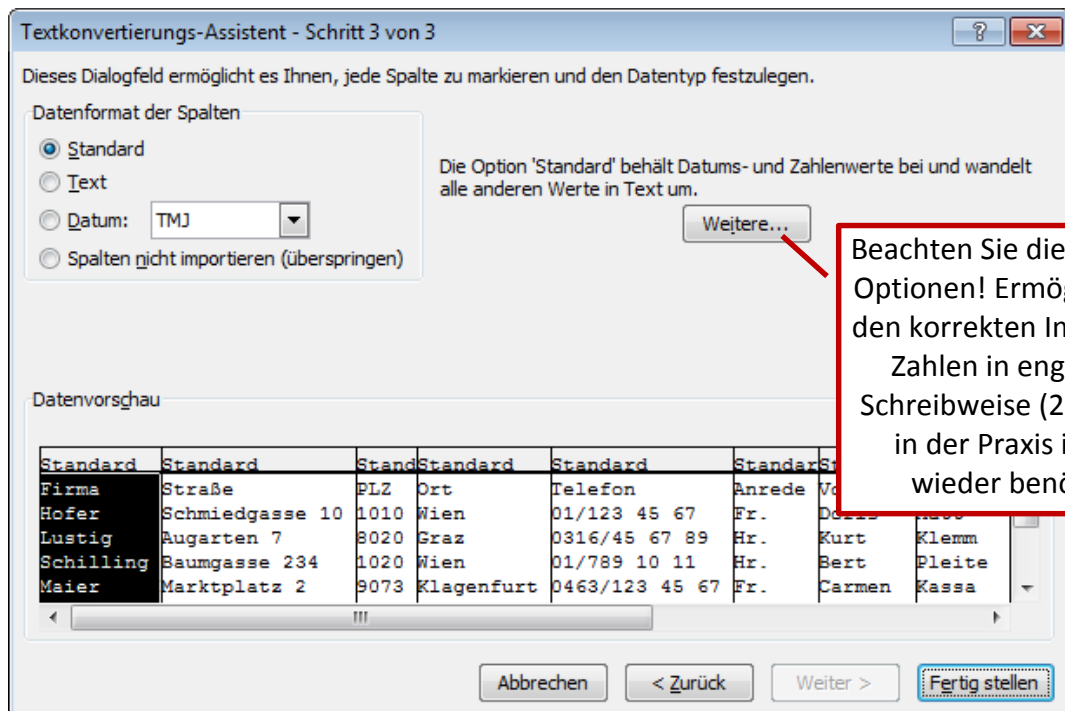 Textkonvertierungs-Assistent - Schritt 3 von 3
Dieses Dialogfeld ermöglicht es Ihnen, jede Spalte zu markieren und den Datentyp festzulegen.
Datenformat der Spalten
Standard
Text
Datum: TMJ
Spalten nicht importieren (überspringen)
Die Option 'Standard' behält Datums- und Zahlenwerte bei und wandelt
alle anderen Werte in Text um.
Weitere...
Beachten Sie die
Optionen! Ermög
den korrekten Im
Zahlen in eng
Schreibweise (2
in der Praxis i
wieder benö
Datenvorschau
Standard Standard Stand Standard Standard Standar St
Firma Straße PLZ Ort Telefon Anrede Vo
Hofer Schmiedgasse 10 1010 Wien 01/123 45 67 Fr.
Lustig Augarten 7 8020 Graz 0316/45 67 89 Hr. Kurt Klemm
Schilling Baumgasse 234 1020 Wien 01/789 10 11 Hr. Bert Pleite
Maier Marktplatz 2 9073 Klagenfurt 0463/123 45 67 Fr. Carmen Kassa
Abbrechen < Zurück Weiter > Fertig stellen